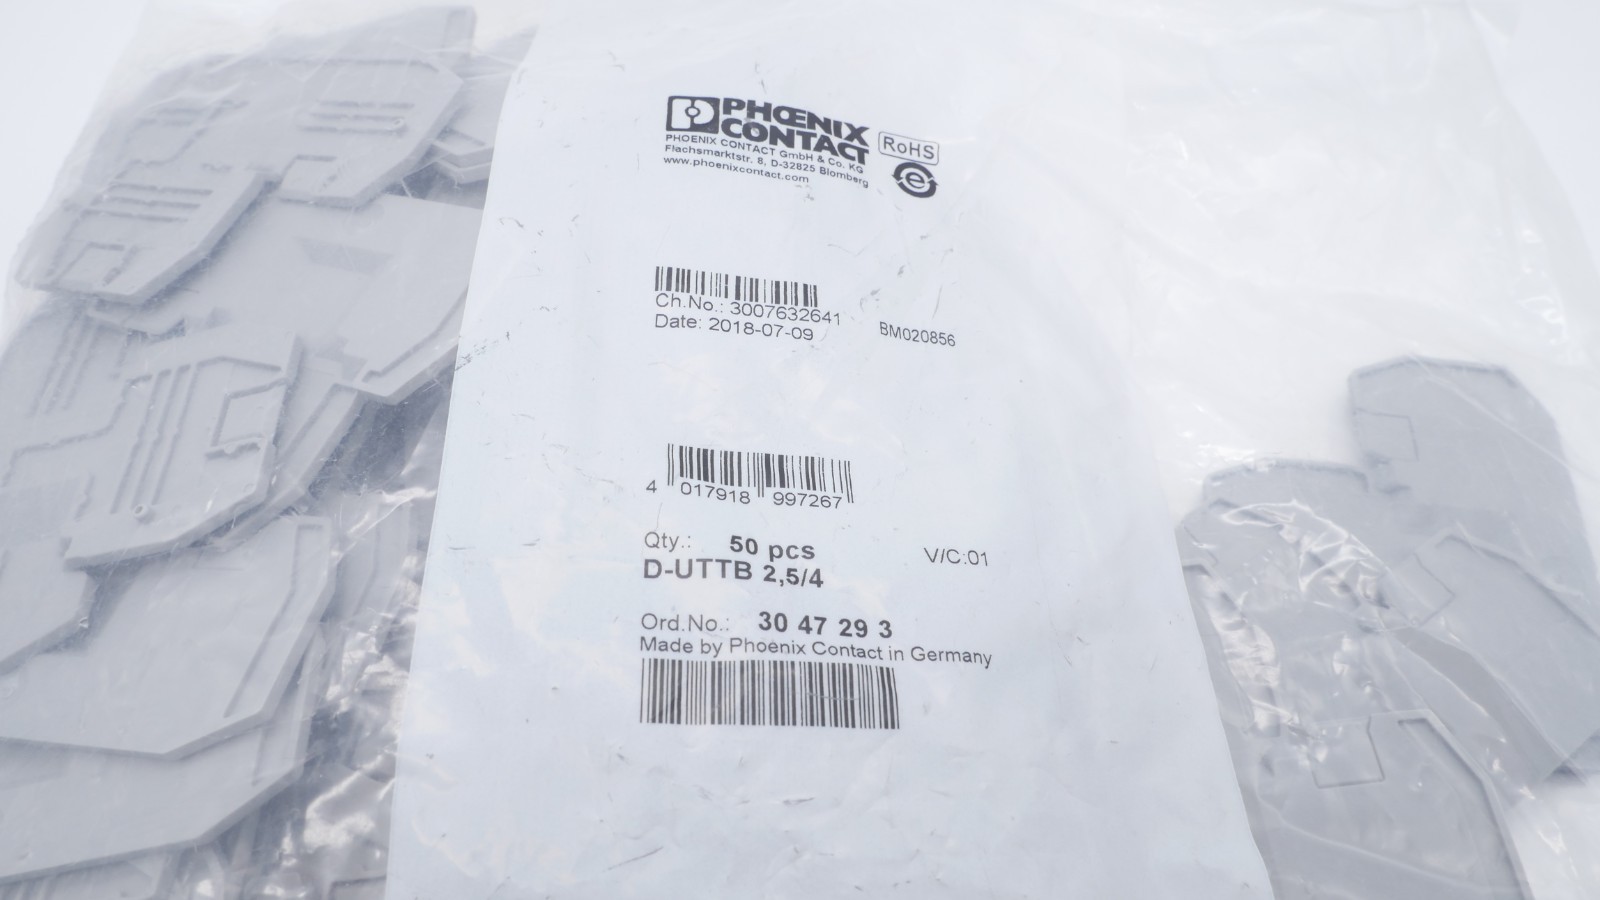 PHŒNIX
CONTACT
RoHS
PHOENIX CONTACT GmbH & Co. KG
Flachsmarktstr. 8, D-32825 Blomberg
www.phoenixcontact.com
e
Ch.No.: 3007632641
Date: 2018-07-09
BM020856
4 017918 997267
Qty.: 50 pcs
V/C:01
D-UTTB 2,5/4
Ord.No.: 30 47 29 3
Made by Phoenix Contact in Germany